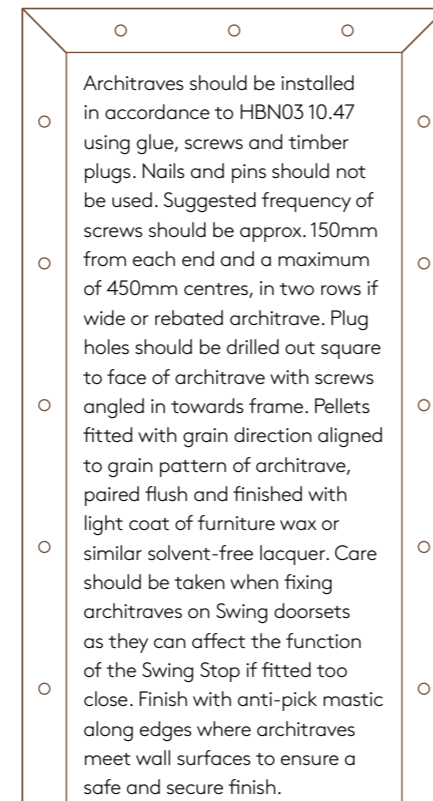 Architraves should be installed
in accordance to HBN03 10.47
using glue, screws and timber
plugs. Nails and pins should not
be used. Suggested frequency of
screws should be approx. 150mm
from each end and a maximum
of 450mm centres, in two rows if
wide or rebated architrave. Plug
holes should be drilled out square
to face of architrave with screws
angled in towards frame. Pellets
fitted with grain direction aligned
to grain pattern of architrave,
paired flush and finished with
light coat of furniture wax or
similar solvent-free lacquer. Care
should be taken when fixing
architraves on Swing doorsets
as they can affect the function
of the Swing Stop if fitted too
close. Finish with anti-pick mastic
along edges where architraves
meet wall surfaces to ensure a
safe and secure finish.